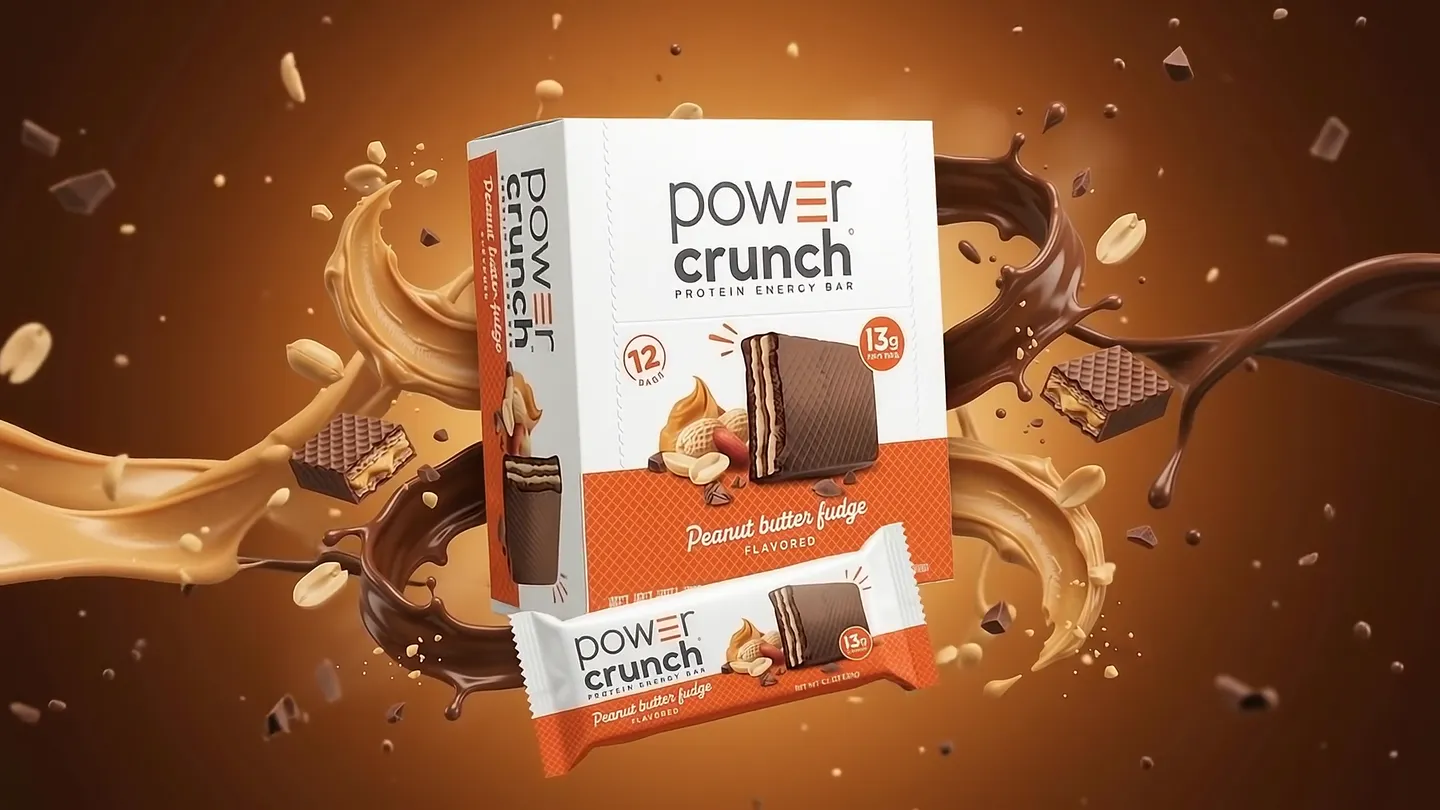 power
crunch
PROTEIN ENERGY BAR
12
13g
Peanut butter fudge
FLAVORED
power
crunch
Peanut butter fudge
power
crunch
PROTEIN ENERGY BAR
13g
Peanut butter fudge
FLAVORED